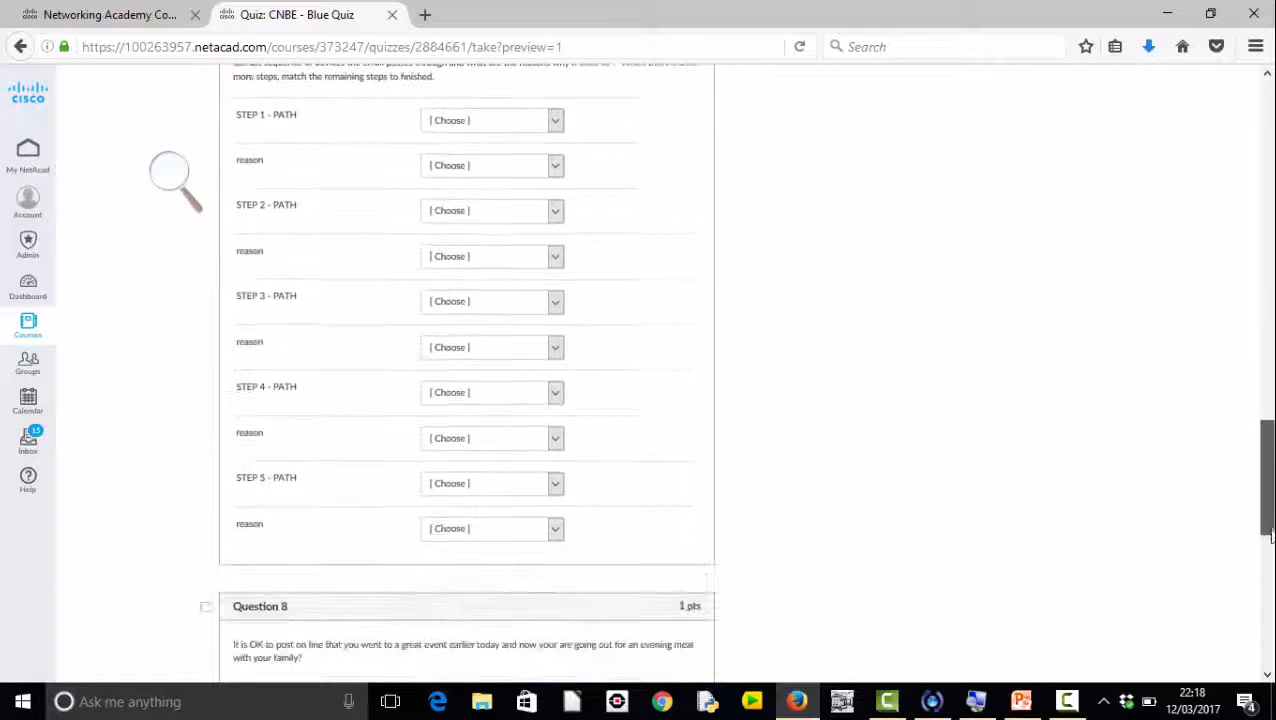 Networking Academy Co...
Quiz: CNBE - Blue Quiz
https://100263957.netacad.com/courses/373247/quizzes/2884661/take?preview=1
Search
CISCO
My NetAcad
Account
Admin
Dashboard
Courses
Groups
Calendar
15
Inbox
Help
more steps, match the remaining steps to finished.
STEP 1 - PATH
[ Choose ]
reason
[ Choose ]
STEP 2 - PATH
[ Choose ]
reason
[ Choose ]
STEP 3 - PATH
[ Choose ]
reason
[ Choose ]
STEP 4 - PATH
[ Choose ]
reason
[ Choose ]
STEP 5 - PATH
[ Choose ]
reason
[ Choose ]
Question 8
1 pts
It is OK to post on line that you went to a great event earlier today and now your are going out for an evening meal
with your family?
Ask me anything
22:18
12/03/2017
4